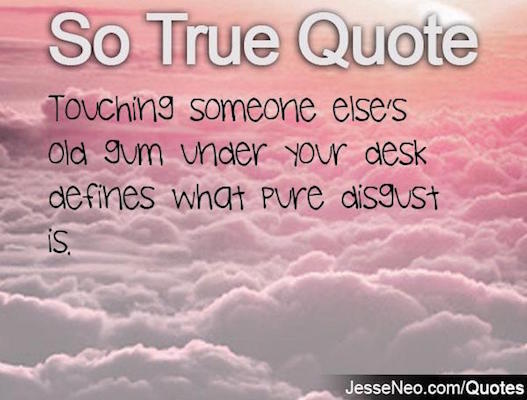 So True Quote
Touching someone else's
old gum under your desk
defines what pure disgust
is.
JesseNeo.com/Quotes